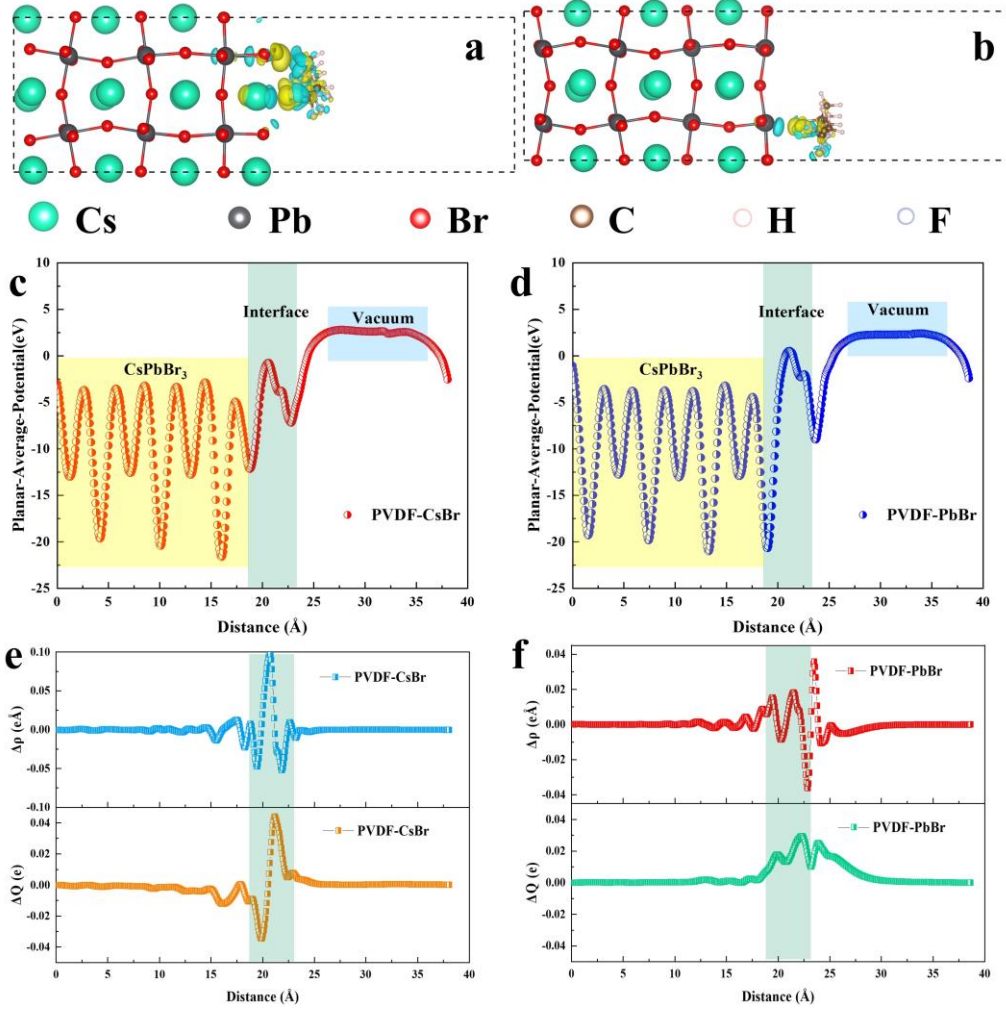 a
b
Cs
Pb
Br
C
H
F
c
10
5
0
-5
-10
-15
-20
-25
Planar-Average-Potential(eV)
CsPbBr3
Interface
Vacuum
PVDF-CsBr
0
5
10
15
20
25
30
35
40
Distance (Å)
d
10
5
0
-5
-10
-15
-20
-25
Planar-Average-Potential(eV)
CsPbBr3
Interface
Vacuum
PVDF-PbBr
0
5
10
15
20
25
30
35
40
Distance (Å)
e
0.10
0.05
0.00
-0.05
-0.10
Δρ (eÅ)
PVDF-CsBr
0.04
0.02
0.00
-0.02
-0.04
ΔQ (e)
PVDF-CsBr
0
5
10
15
20
25
30
35
40
Distance (Å)
f
0.04
0.02
0.00
-0.02
-0.04
Δρ (eÅ)
PVDF-PbBr
0.04
0.02
0.00
-0.02
-0.04
ΔQ (e)
PVDF-PbBr
0
5
10
15
20
25
30
35
40
Distance (Å)